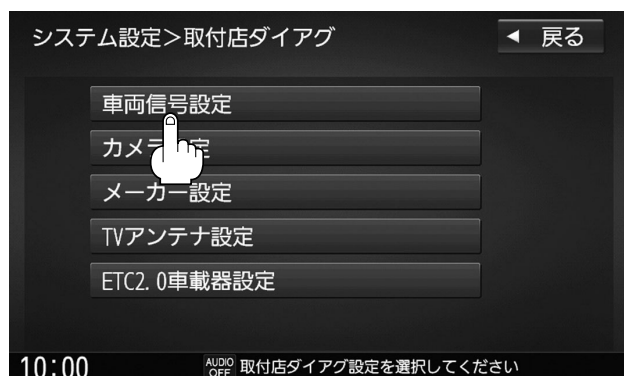 システム設定>取付店ダイアグ
◀ 戻る
車両信号設定
カメラ設定
メーカー設定
TVアンテナ設定
ETC2.0車載器設定
10:00 AUDIO OFF 取付店ダイアグ設定を選択してください